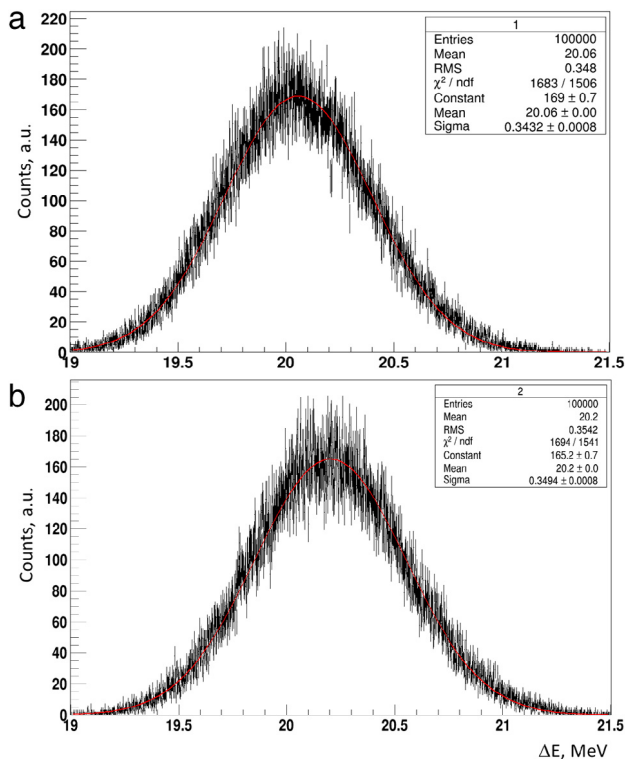 a
220
200
180
160
140
120
100
80
60
40
20
0
Counts, a.u.
1
Entries 100000
Mean 20.06
RMS 0.348
χ² / ndf 1683 / 1506
Constant 169 ± 0.7
Mean 20.06 ± 0.00
Sigma 0.3432 ± 0.0008
19 19.5 20 20.5 21 21.5
b
200
180
160
140
120
100
80
60
40
20
0
Counts, a.u.
2
Entries 100000
Mean 20.2
RMS 0.3542
χ² / ndf 1694 / 1541
Constant 165.2 ± 0.7
Mean 20.2 ± 0.0
Sigma 0.3494 ± 0.0008
19 19.5 20 20.5 21 21.5
ΔE, MeV